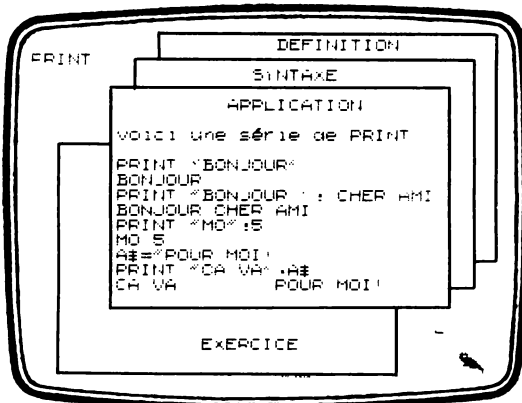 PRINT
DEFINITION
SYNTAXE
APPLICATION
voici une série de PRINT
PRINT "BONJOUR"
BONJOUR
PRINT "BONJOUR "; CHER AMI
BONJOUR CHER AMI
PRINT "MO";5
MO 5
A$="POUR MOI!
PRINT "CA VA",A$
CA VA POUR MOI!
EXERCICE